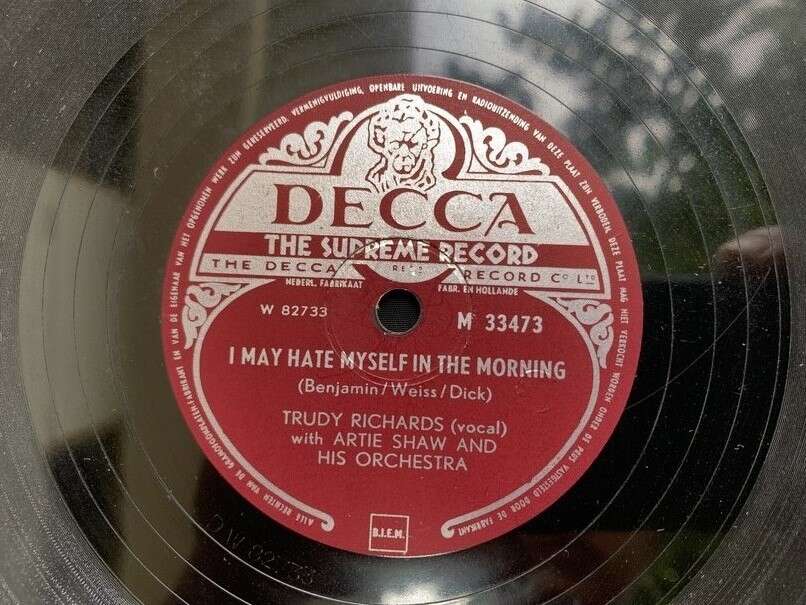 ALLE RECHTEN VAN DE GRAMOFOONPLATEN-FABRIKANT EN VAN DE EIGENAAR VAN HET OPGENOMEN WERK ZIJN GERESERVEERD. VERMENIGVULDIGING, OPENBARE UITVOERING EN RADIOUITZENDING VAN DEZE PLAAT ZIJN VERBODEN. DEZE PLAAT MAG NIET VERKOCHT WORDEN ONDER DE PRIJS VASTGESTELD DOOR DE FABRIKANT
DECCA
THE SUPREME RECORD
THE DECCA RECORD CO LTD
NEDERL. FABRIKAAT FABR. EN HOLLANDE
W 82733 M 33473
I MAY HATE MYSELF IN THE MORNING
(Benjamin/Weiss/Dick)
TRUDY RICHARDS (vocal)
with ARTIE SHAW AND
HIS ORCHESTRA
B.I.E.M.